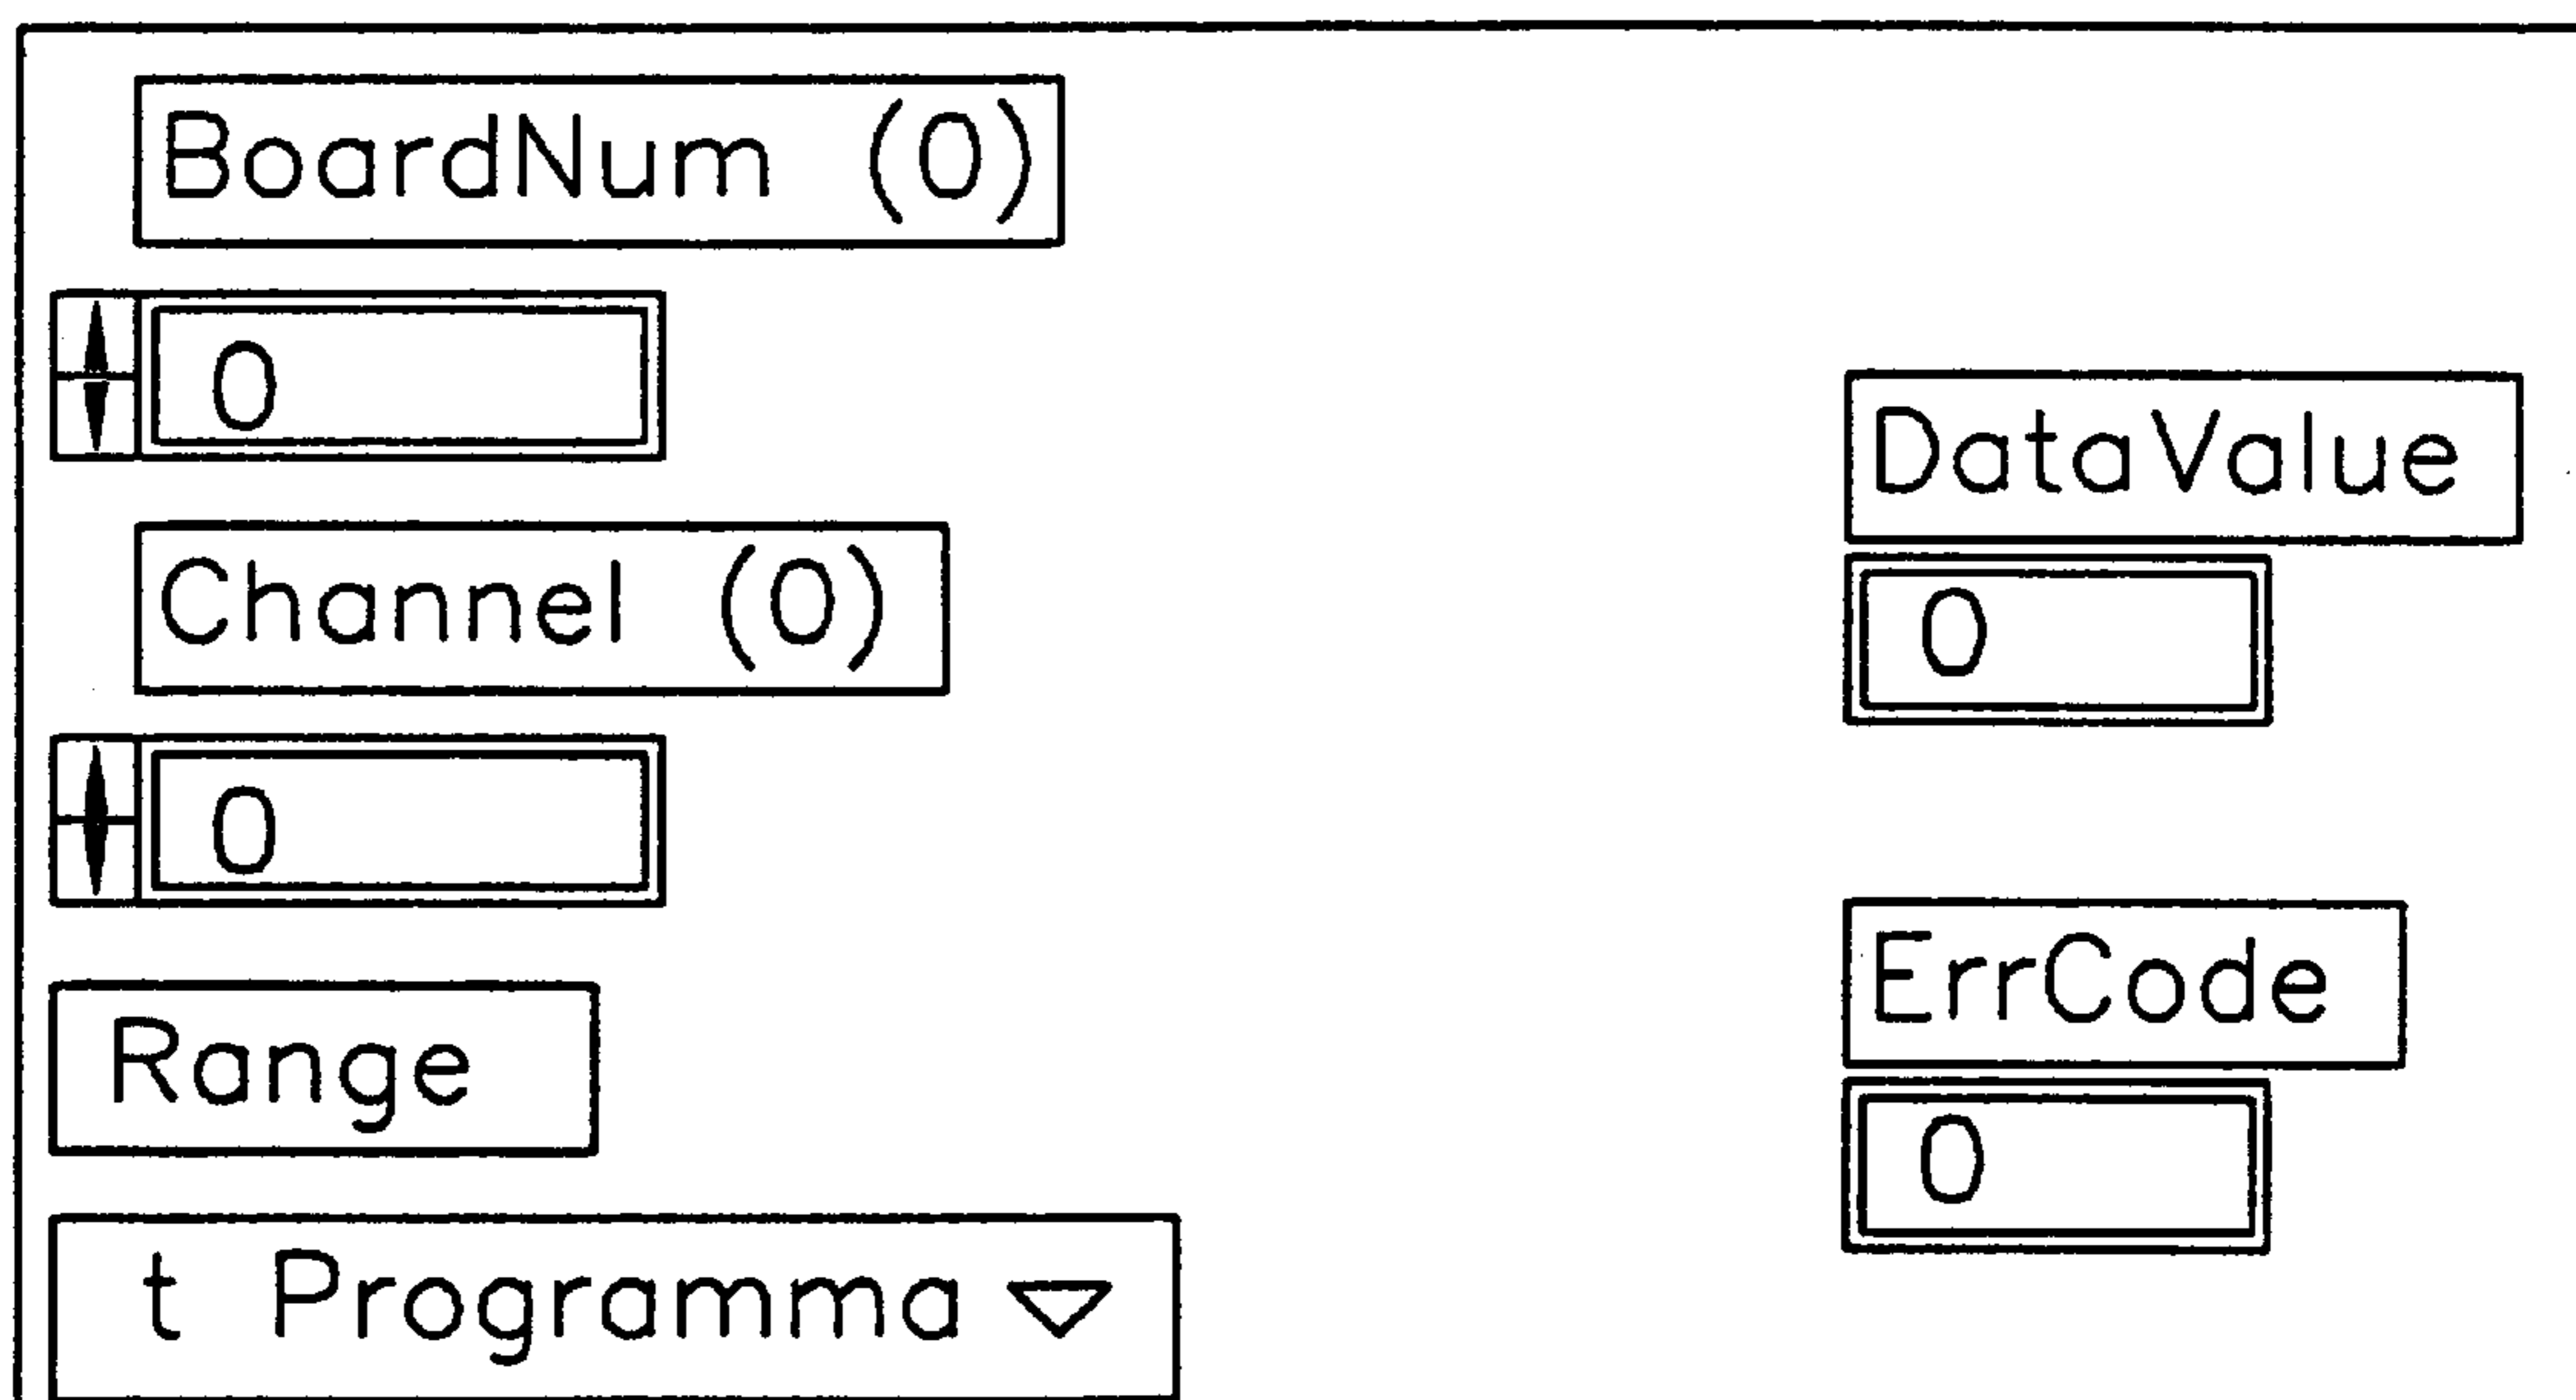 BoardNum (0)
0
Channel (0)
0
Range
t Programma
DataValue
0
ErrCode
0